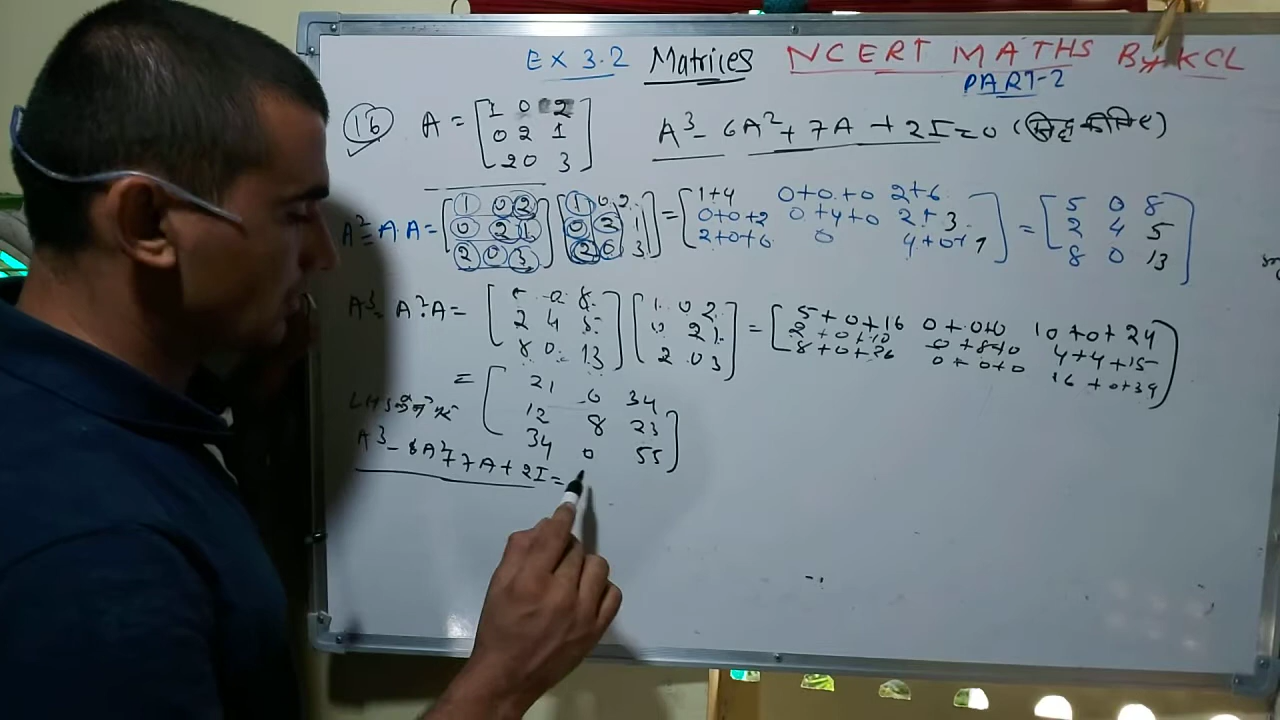 EX 3.2 Matrices NCERT MATHS By KCL
PART-2
16 A = [1 0 2
0 2 1
2 0 3]
A³ - 6A² + 7A + 2I = 0 (सिद्ध कीजिए)
A² = A A = [1 0 2
0 2 1
2 0 3] [1 0 2
0 2 1
2 0 3] = [1+4 0+0+0 2+6
0+0+2 0+4+0 2+3
2+0+6 0 4+0+9] = [5 0 8
2 4 5
8 0 13]
A³ = A².A = [5 0 8
2 4 5
8 0 13] [1 0 2
0 2 1
2 0 3] = [5+0+16 0+0+0 10+0+24
2+0+10 0+8+0 4+4+15
8+0+26 0+0+0 16+0+39]
= [21 0 34
12 8 23
34 0 55]
LHS
A³ - 6A² + 7A + 2I =